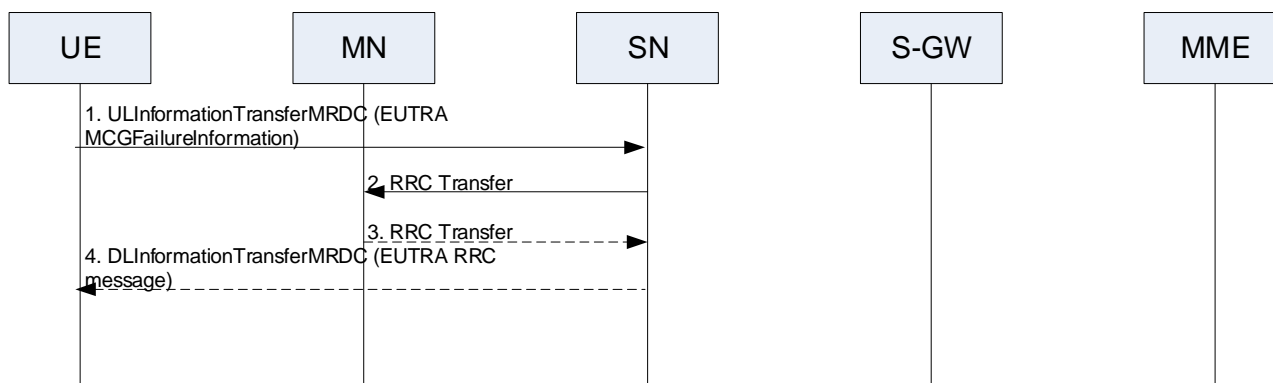 UE
MN
SN
S-GW
MME
1. ULInformationTransferMRDC (EUTRA
MCGFailureInformation)
2. RRC Transfer
3. RRC Transfer
4. DLInformationTransferMRDC (EUTRA RRC
message)